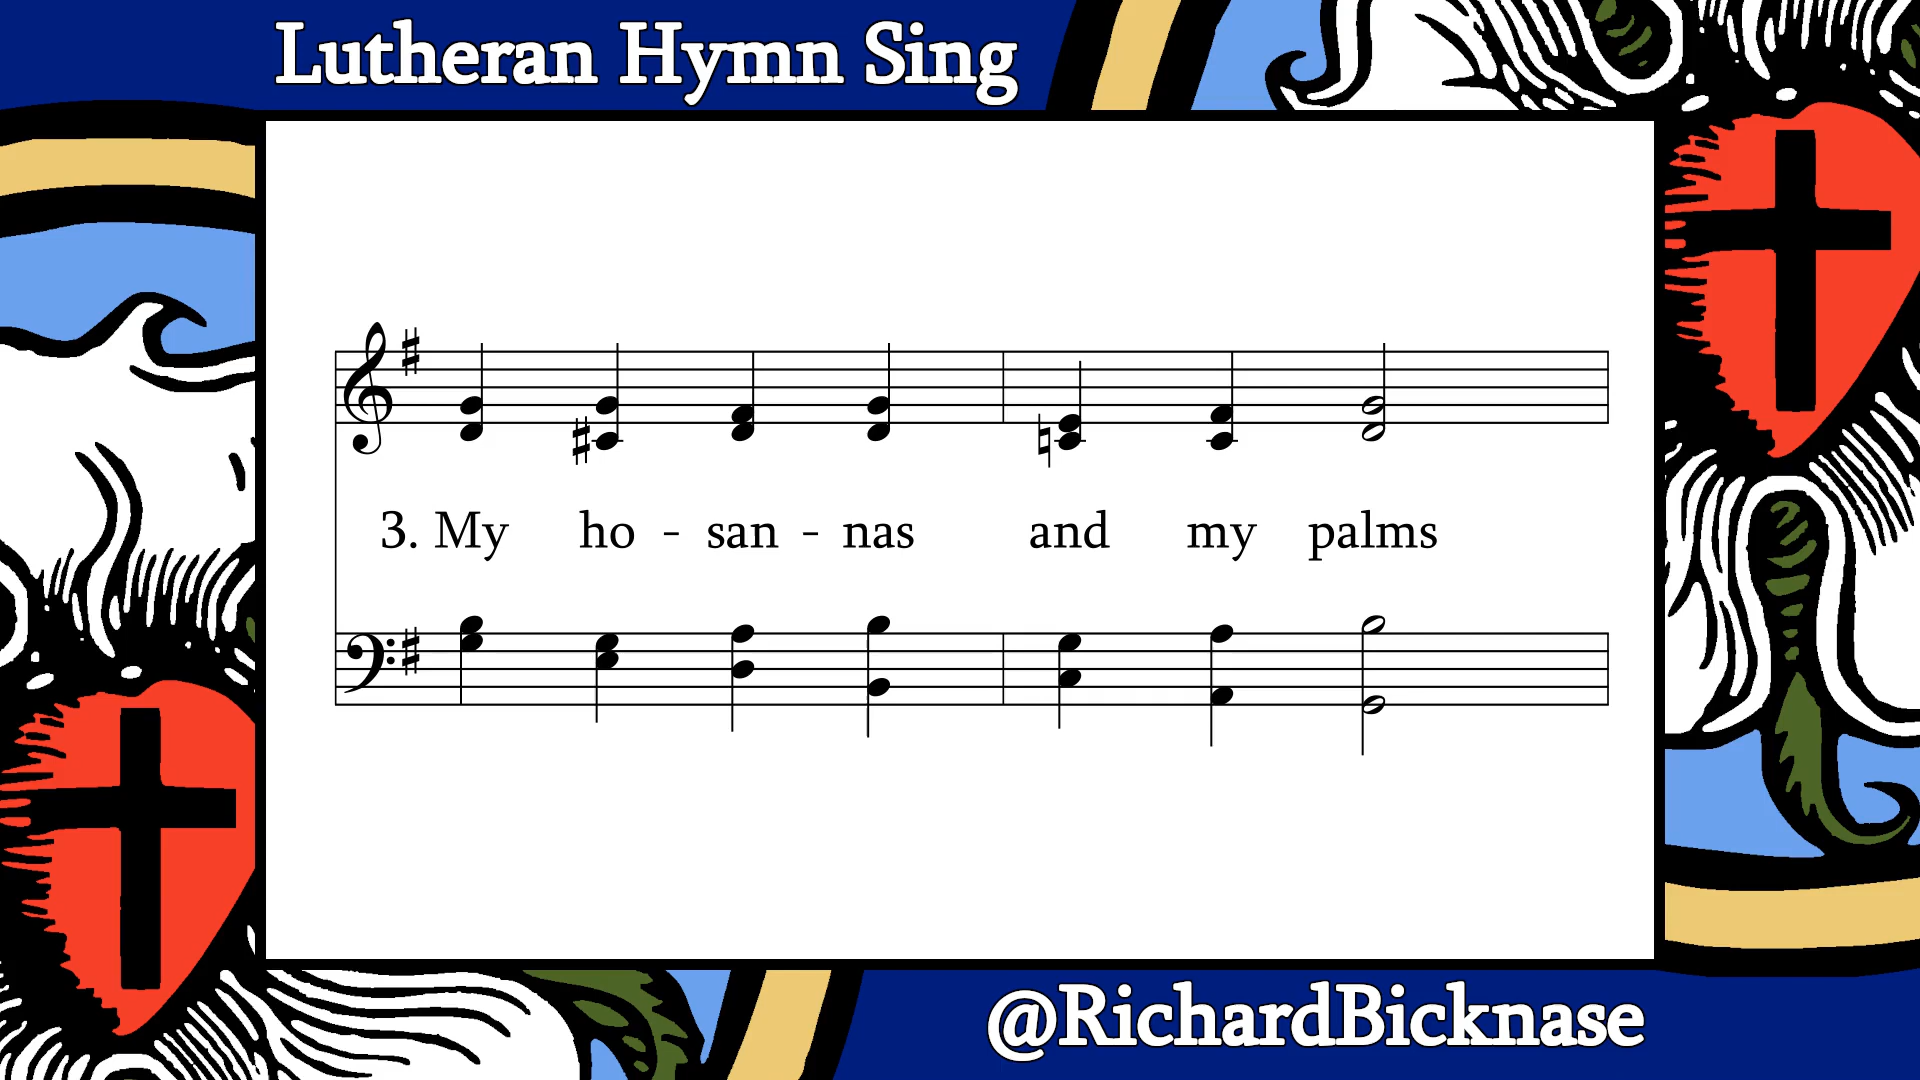 Lutheran Hymn Sing
3. My ho - san - nas and my palms
@RichardBicknase